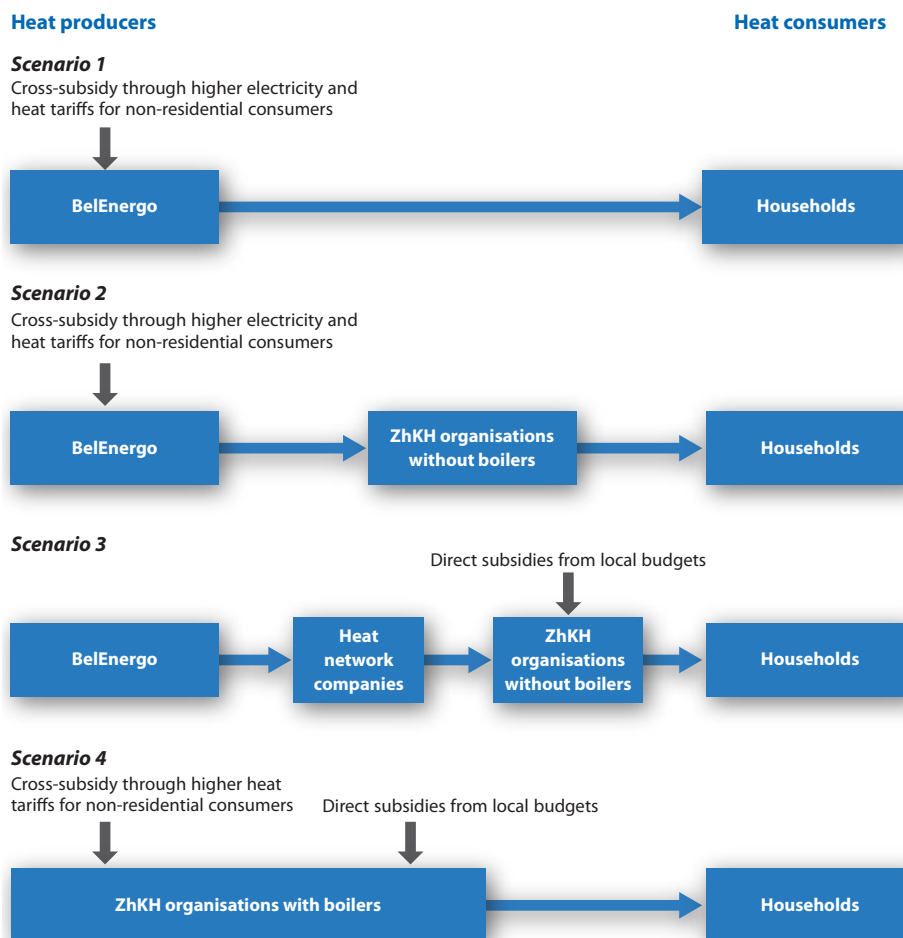 Heat producers
Heat consumers
Scenario 1
Cross-subsidy through higher electricity and
heat tariffs for non-residential consumers
BelEnergo
Households
Scenario 2
Cross-subsidy through higher electricity and
heat tariffs for non-residential consumers
BelEnergo
ZhKH organisations
without boilers
Households
Scenario 3
Direct subsidies from local budgets
BelEnergo
Heat
network
companies
ZhKH
organisations
without boilers
Households
Scenario 4
Cross-subsidy through higher heat
tariffs for non-residential consumers
Direct subsidies from local budgets
ZhKH organisations with boilers
Households